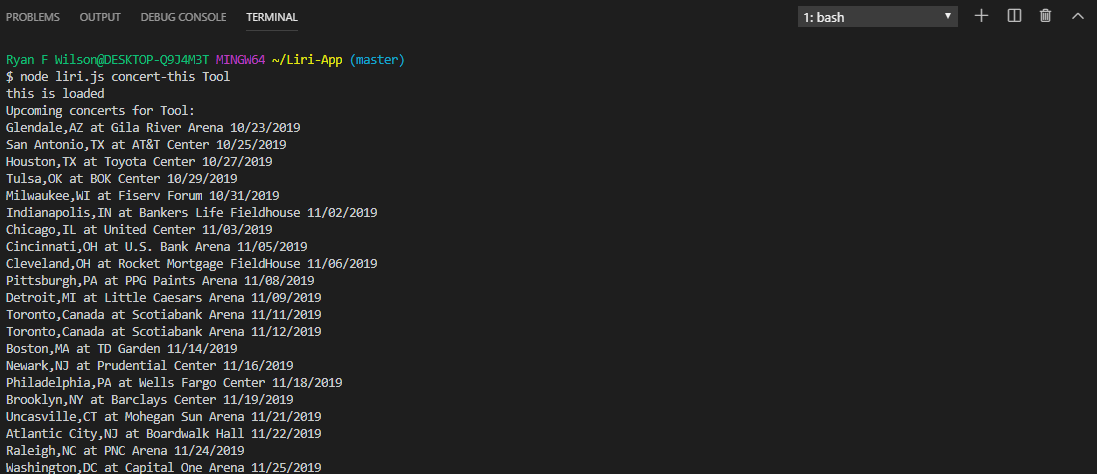 PROBLEMS OUTPUT DEBUG CONSOLE TERMINAL 1: bash
Ryan F Wilson@DESKTOP-Q9J4M3T MINGW64 ~/Liri-App (master)
$ node liri.js concert-this Tool
this is loaded
Upcoming concerts for Tool:
Glendale,AZ at Gila River Arena 10/23/2019
San Antonio,TX at AT&T Center 10/25/2019
Houston,TX at Toyota Center 10/27/2019
Tulsa,OK at BOK Center 10/29/2019
Milwaukee,WI at Fiserv Forum 10/31/2019
Indianapolis,IN at Bankers Life Fieldhouse 11/02/2019
Chicago,IL at United Center 11/03/2019
Cincinnati,OH at U.S. Bank Arena 11/05/2019
Cleveland,OH at Rocket Mortgage FieldHouse 11/06/2019
Pittsburgh,PA at PPG Paints Arena 11/08/2019
Detroit,MI at Little Caesars Arena 11/09/2019
Toronto,Canada at Scotiabank Arena 11/11/2019
Toronto,Canada at Scotiabank Arena 11/12/2019
Boston,MA at TD Garden 11/14/2019
Newark,NJ at Prudential Center 11/16/2019
Philadelphia,PA at Wells Fargo Center 11/18/2019
Brooklyn,NY at Barclays Center 11/19/2019
Uncasville,CT at Mohegan Sun Arena 11/21/2019
Atlantic City,NJ at Boardwalk Hall 11/22/2019
Raleigh,NC at PNC Arena 11/24/2019
Washington,DC at Capital One Arena 11/25/2019